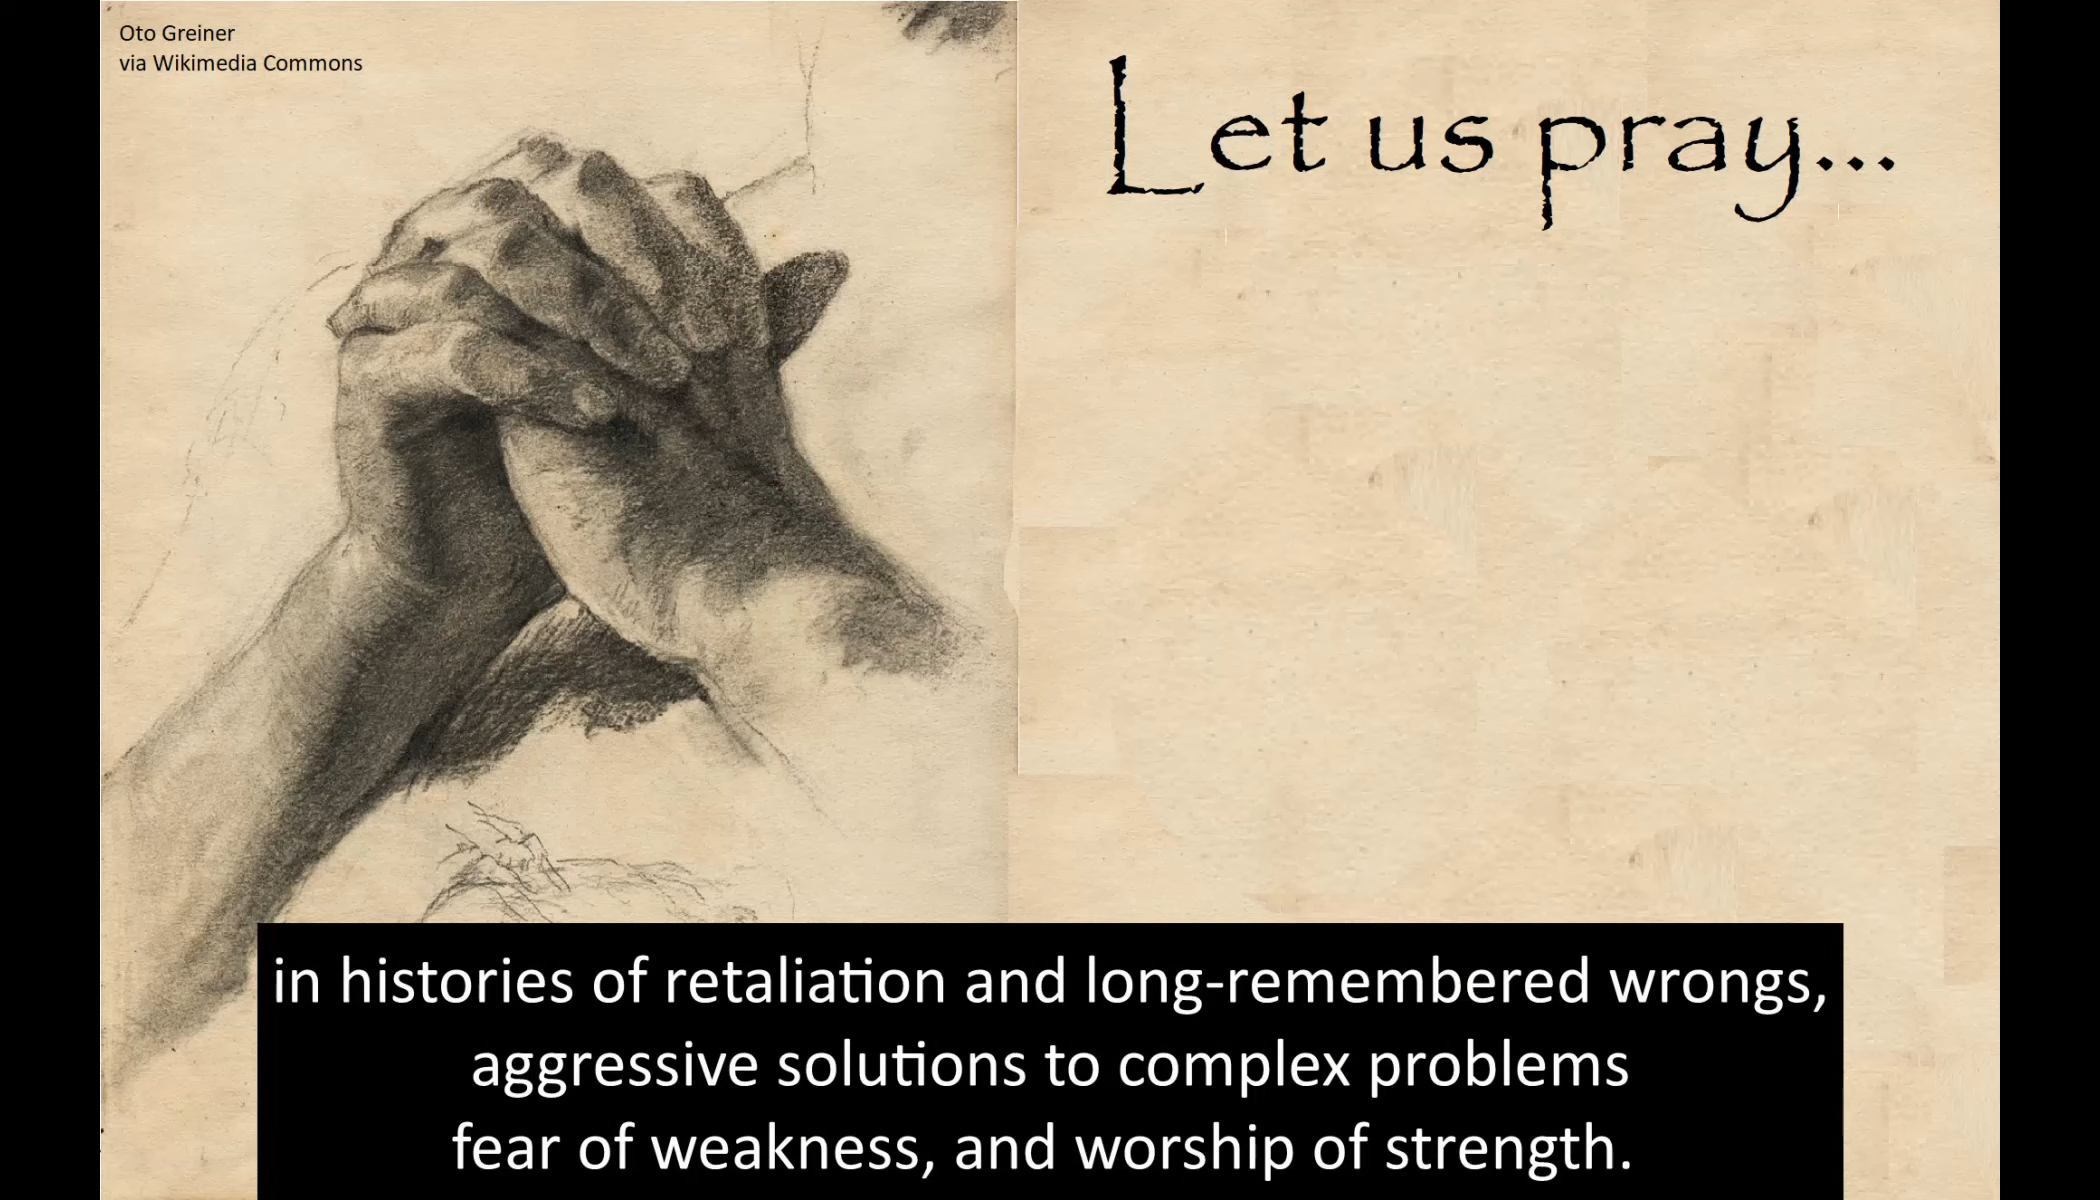 Oto Greiner
via Wikimedia Commons
Let us pray...
in histories of retaliation and long-remembered wrongs,
aggressive solutions to complex problems
fear of weakness, and worship of strength.